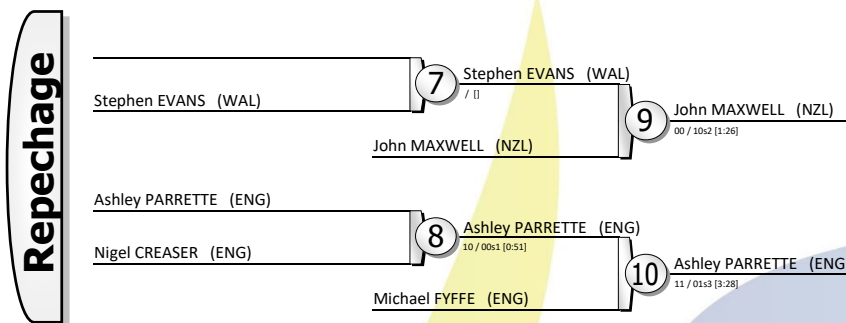 Repechage
Stephen EVANS (WAL)
7
Stephen EVANS (WAL)
/ []
John MAXWELL (NZL)
9
John MAXWELL (NZL)
00 / 10s2 [1:26]
Ashley PARRETTE (ENG)
Nigel CREASER (ENG)
8
Ashley PARRETTE (ENG)
10 / 00s1 [0:51]
Michael FYFFE (ENG)
10
Ashley PARRETTE (ENG
11 / 01s3 [3:28]